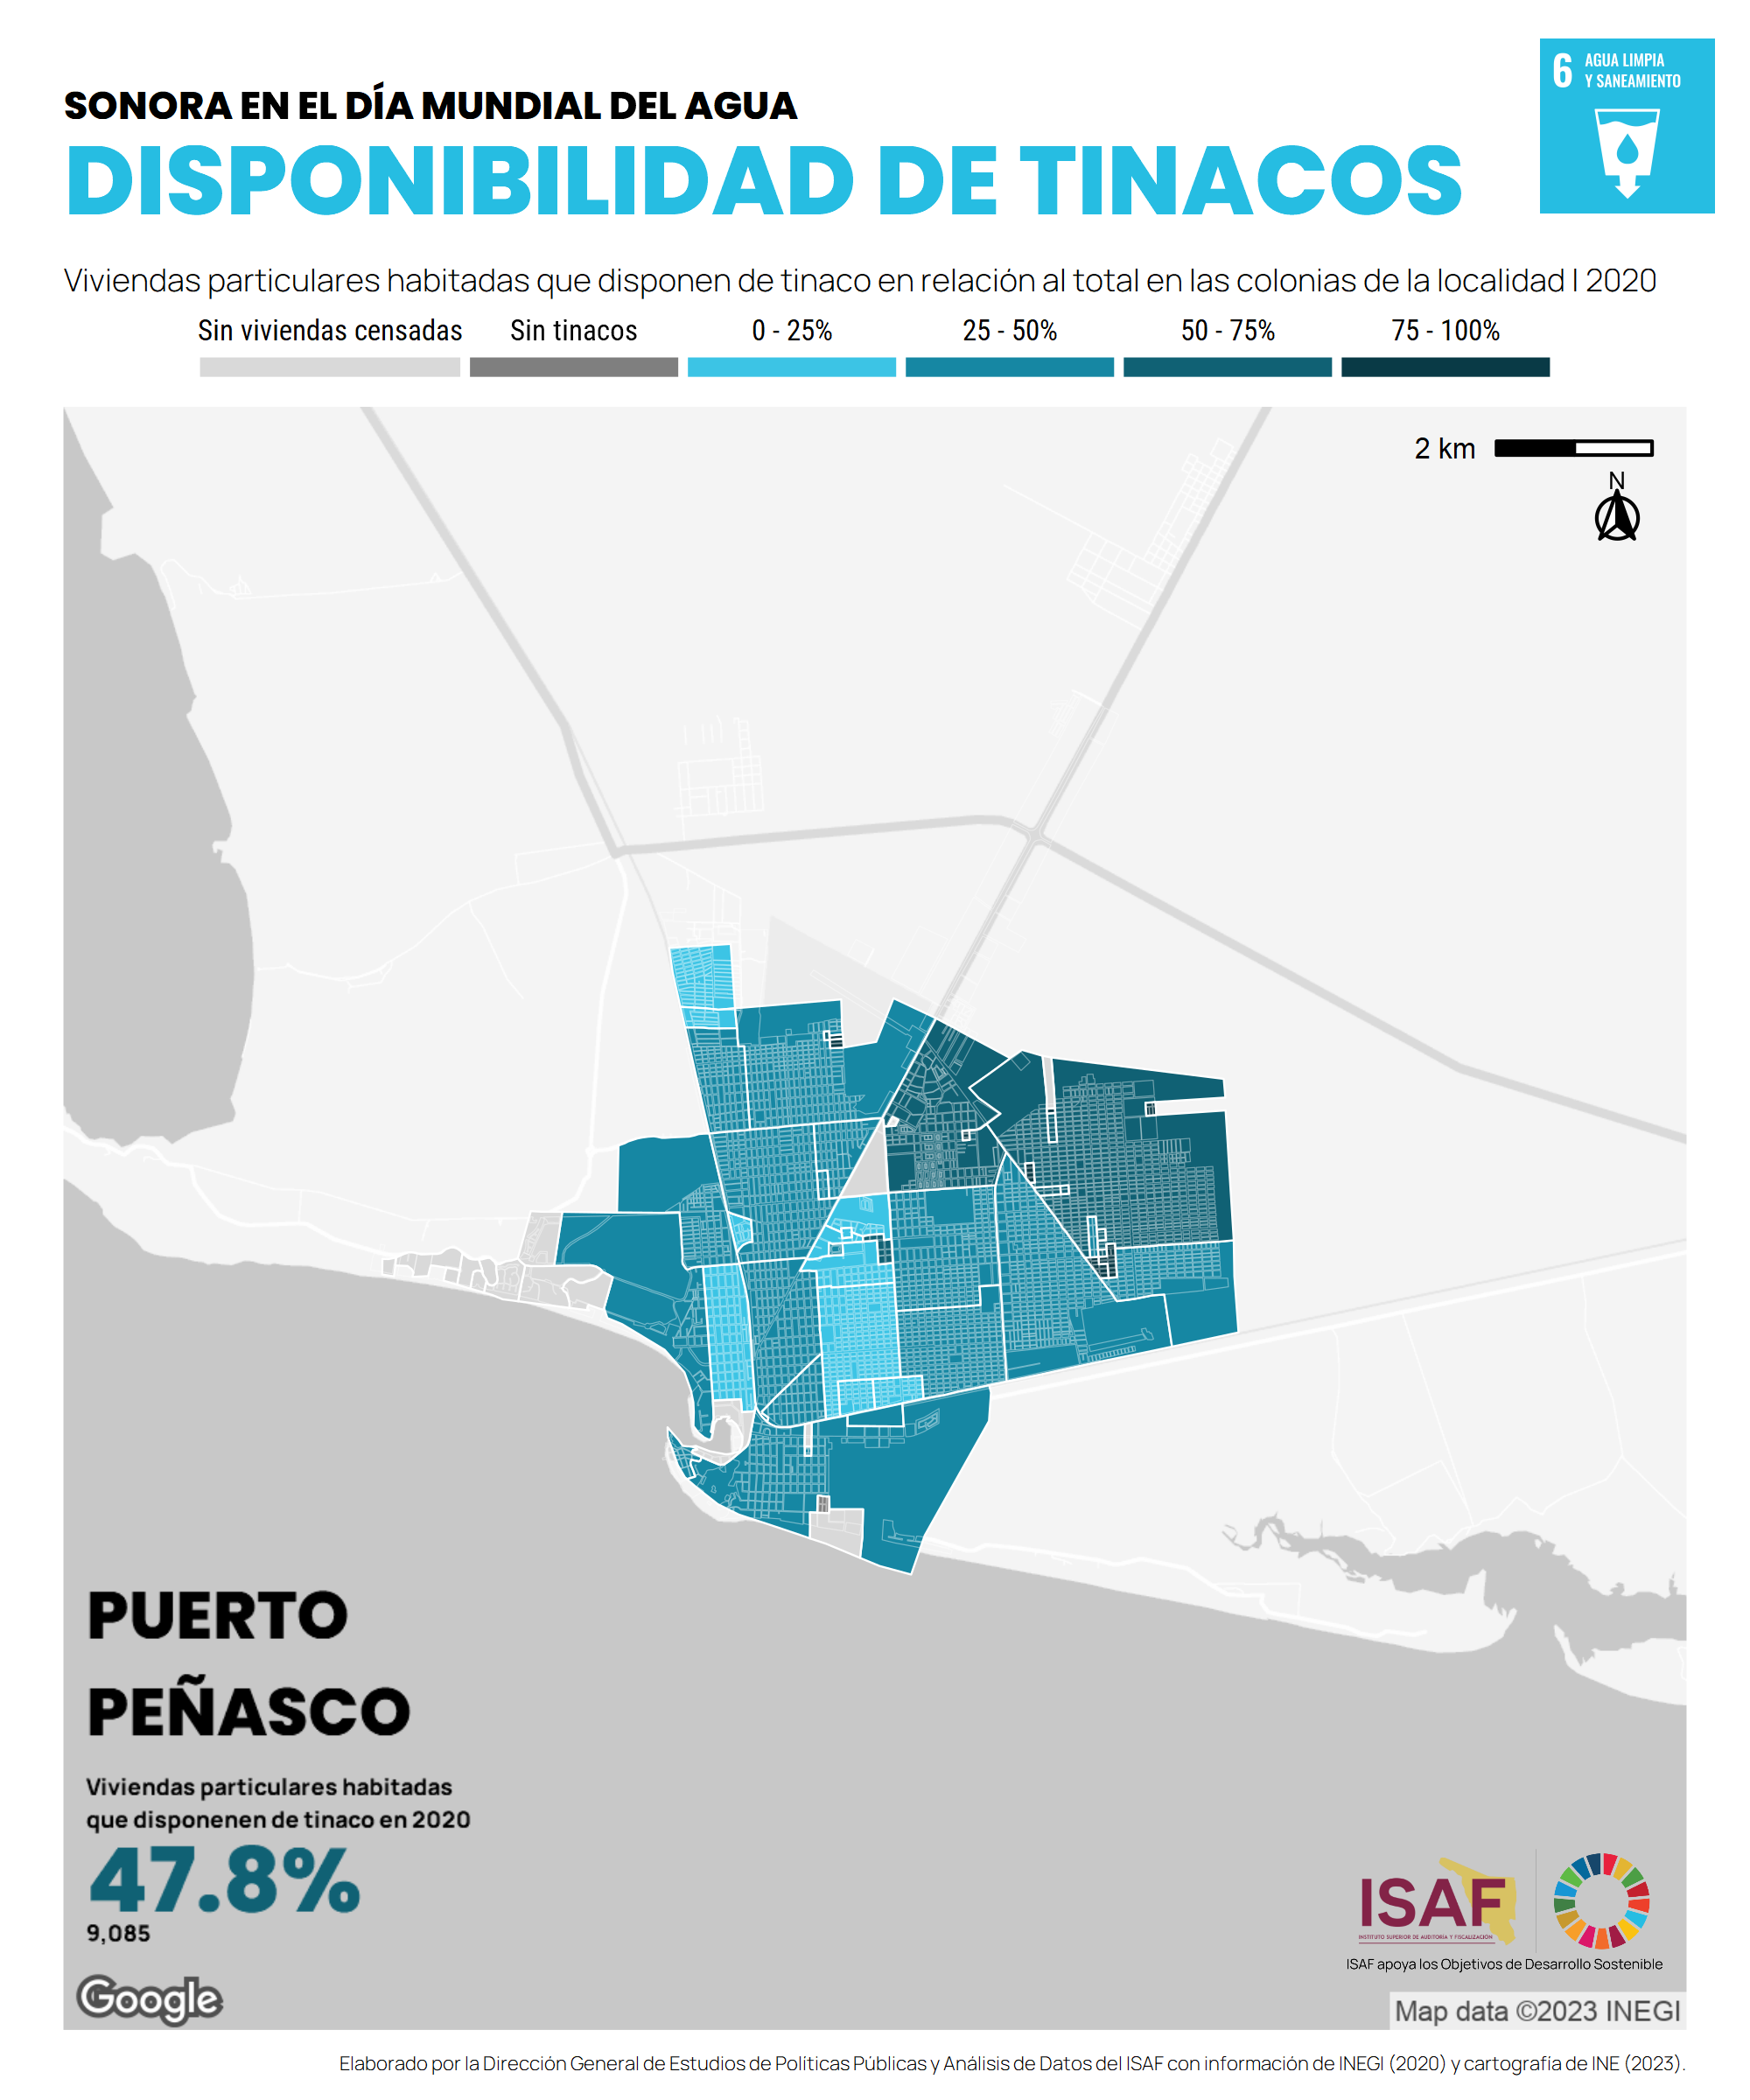 SONORA EN EL DÍA MUNDIAL DEL AGUA
DISPONIBILIDAD DE TINACOS
6 AGUA LIMPIA
Y SANEAMIENTO
Viviendas particulares habitadas que disponen de tinaco en relación al total en las colonias de la localidad | 2020
Sin viviendas censadas Sin tinacos 0 - 25% 25 - 50% 50 - 75% 75 - 100%
2 km
N
PUERTO
PEÑASCO
Viviendas particulares habitadas
que disponenen de tinaco en 2020
47.8%
9,085
ISAF
INSTITUTO SUPERIOR DE AUDITORÍA Y FISCALIZACIÓN
ISAF apoya los Objetivos de Desarrollo Sostenible
Google
Map data ©2023 INEGI
Elaborado por la Dirección General de Estudios de Políticas Públicas y Análisis de Datos del ISAF con información de INEGI (2020) y cartografía de INE (2023).